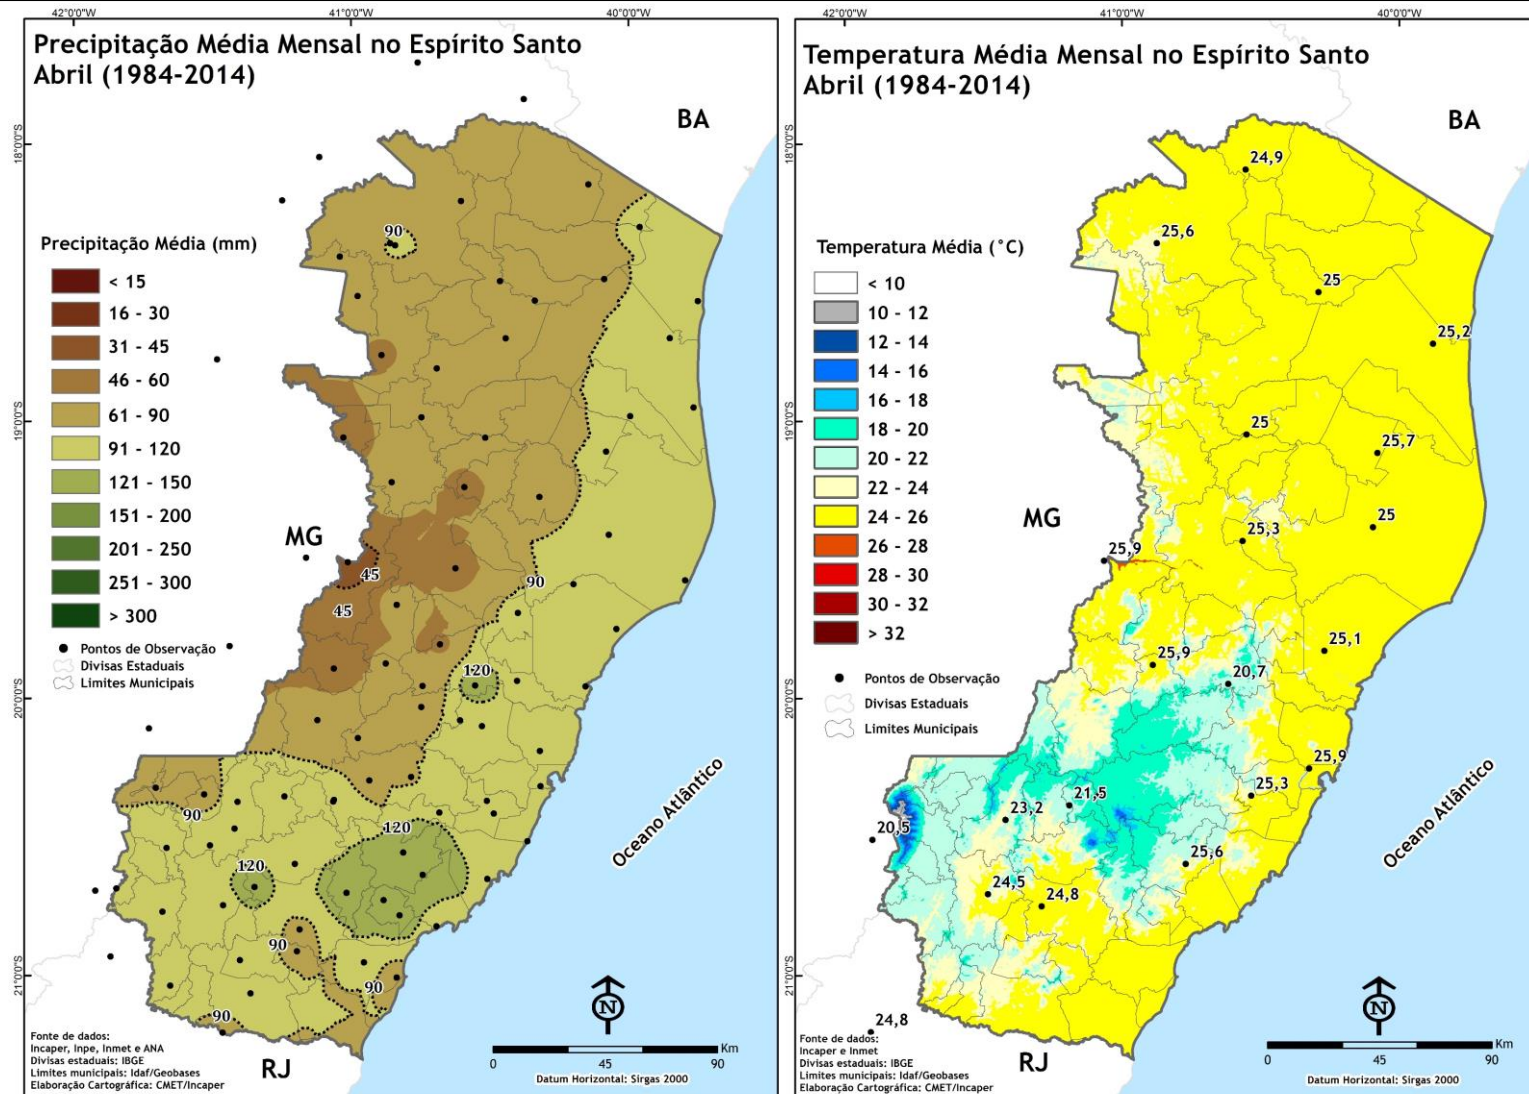 42°0'0"W
41°0'0"W
40°0'0"W
Precipitação Média Mensal no Espírito Santo
Abril (1984-2014)
BA
18°0'0"S
90
Precipitação Média (mm)
< 15
16 - 30
31 - 45
46 - 60
61 - 90
91 - 120
121 - 150
151 - 200
201 - 250
251 - 300
> 300
Pontos de Observação
Divisas Estaduais
Limites Municipais
19°0'0"S
MG
45
45
90
120
20°0'0"S
90
120
120
Oceano Atlântico
90
90
21°0'0"S
90
N
Fonte de dados:
Incaper, Inpe, Inmet e ANA
Divisas estaduais: IBGE
Limites municipais: Idaf/Geobases
Elaboração Cartográfica: CMET/Incaper
RJ
Km
0
45
90
Datum Horizontal: Sirgas 2000
42°0'0"W
41°0'0"W
40°0'0"W
Temperatura Média Mensal no Espírito Santo
Abril (1984-2014)
BA
18°0'0"S
24,9
25,6
25
25,2
Temperatura Média (°C)
< 10
10 - 12
12 - 14
14 - 16
16 - 18
18 - 20
20 - 22
22 - 24
24 - 26
26 - 28
28 - 30
30 - 32
> 32
Pontos de Observação
Divisas Estaduais
Limites Municipais
19°0'0"S
25
25,7
MG
25,3
25
25,9
25,1
25,9
20,7
20°0'0"S
25,9
25,3
21,5
23,2
20,5
25,6
24,5
24,8
Oceano Atlântico
21°0'0"S
24,8
N
Fonte de dados:
Incaper e Inmet
Divisas estaduais: IBGE
Limites municipais: Idaf/Geobases
Elaboração Cartográfica: CMET/Incaper
RJ
Km
0
45
90
Datum Horizontal: Sirgas 2000